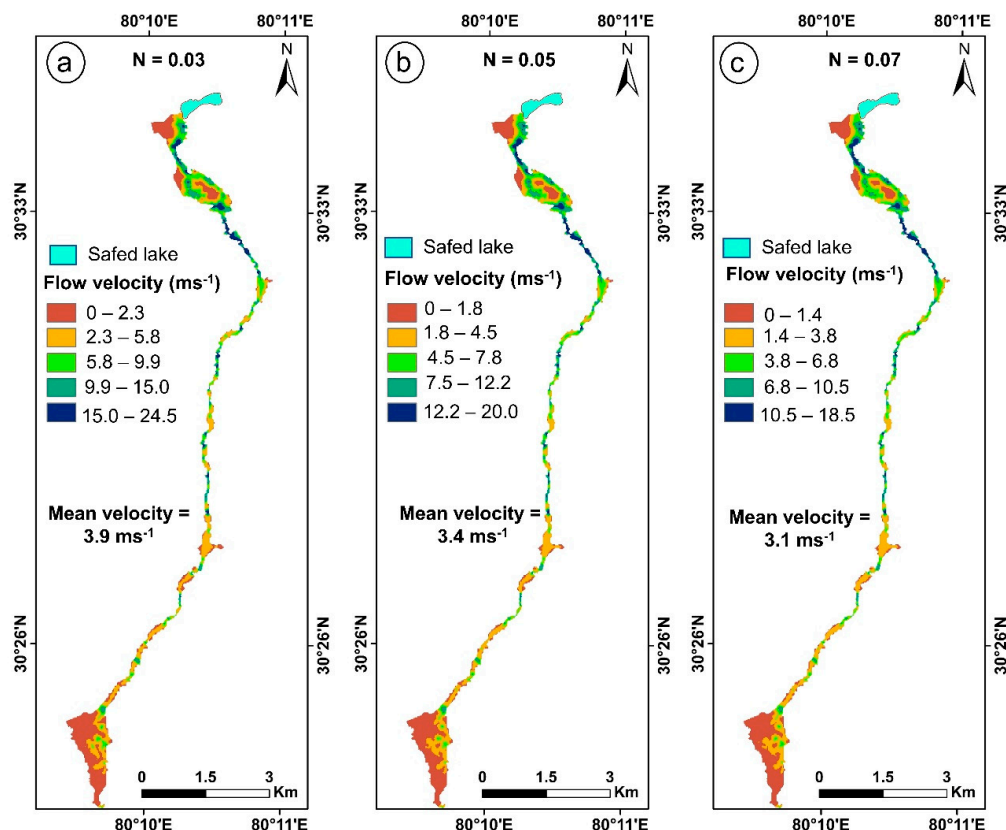 80°10'E 80°11'E
a N = 0.03 N
30°33'N
Safed lake
Flow velocity (ms-1)
0 – 2.3
2.3 – 5.8
5.8 – 9.9
9.9 – 15.0
15.0 – 24.5
Mean velocity =
3.9 ms-1
30°26'N
0 1.5 3
Km
80°10'E 80°11'E
80°10'E 80°11'E
b N = 0.05 N
30°33'N
Safed lake
Flow velocity (ms-1)
0 – 1.8
1.8 – 4.5
4.5 – 7.8
7.5 – 12.2
12.2 – 20.0
Mean velocity =
3.4 ms-1
30°26'N
0 1.5 3
Km
80°10'E 80°11'E
80°10'E 80°11'E
c N = 0.07 N
30°33'N
Safed lake
Flow velocity (ms-1)
0 – 1.4
1.4 – 3.8
3.8 – 6.8
6.8 – 10.5
10.5 – 18.5
Mean velocity =
3.1 ms-1
30°26'N
0 1.5 3
Km
80°10'E 80°11'E
30°33'N
30°26'N